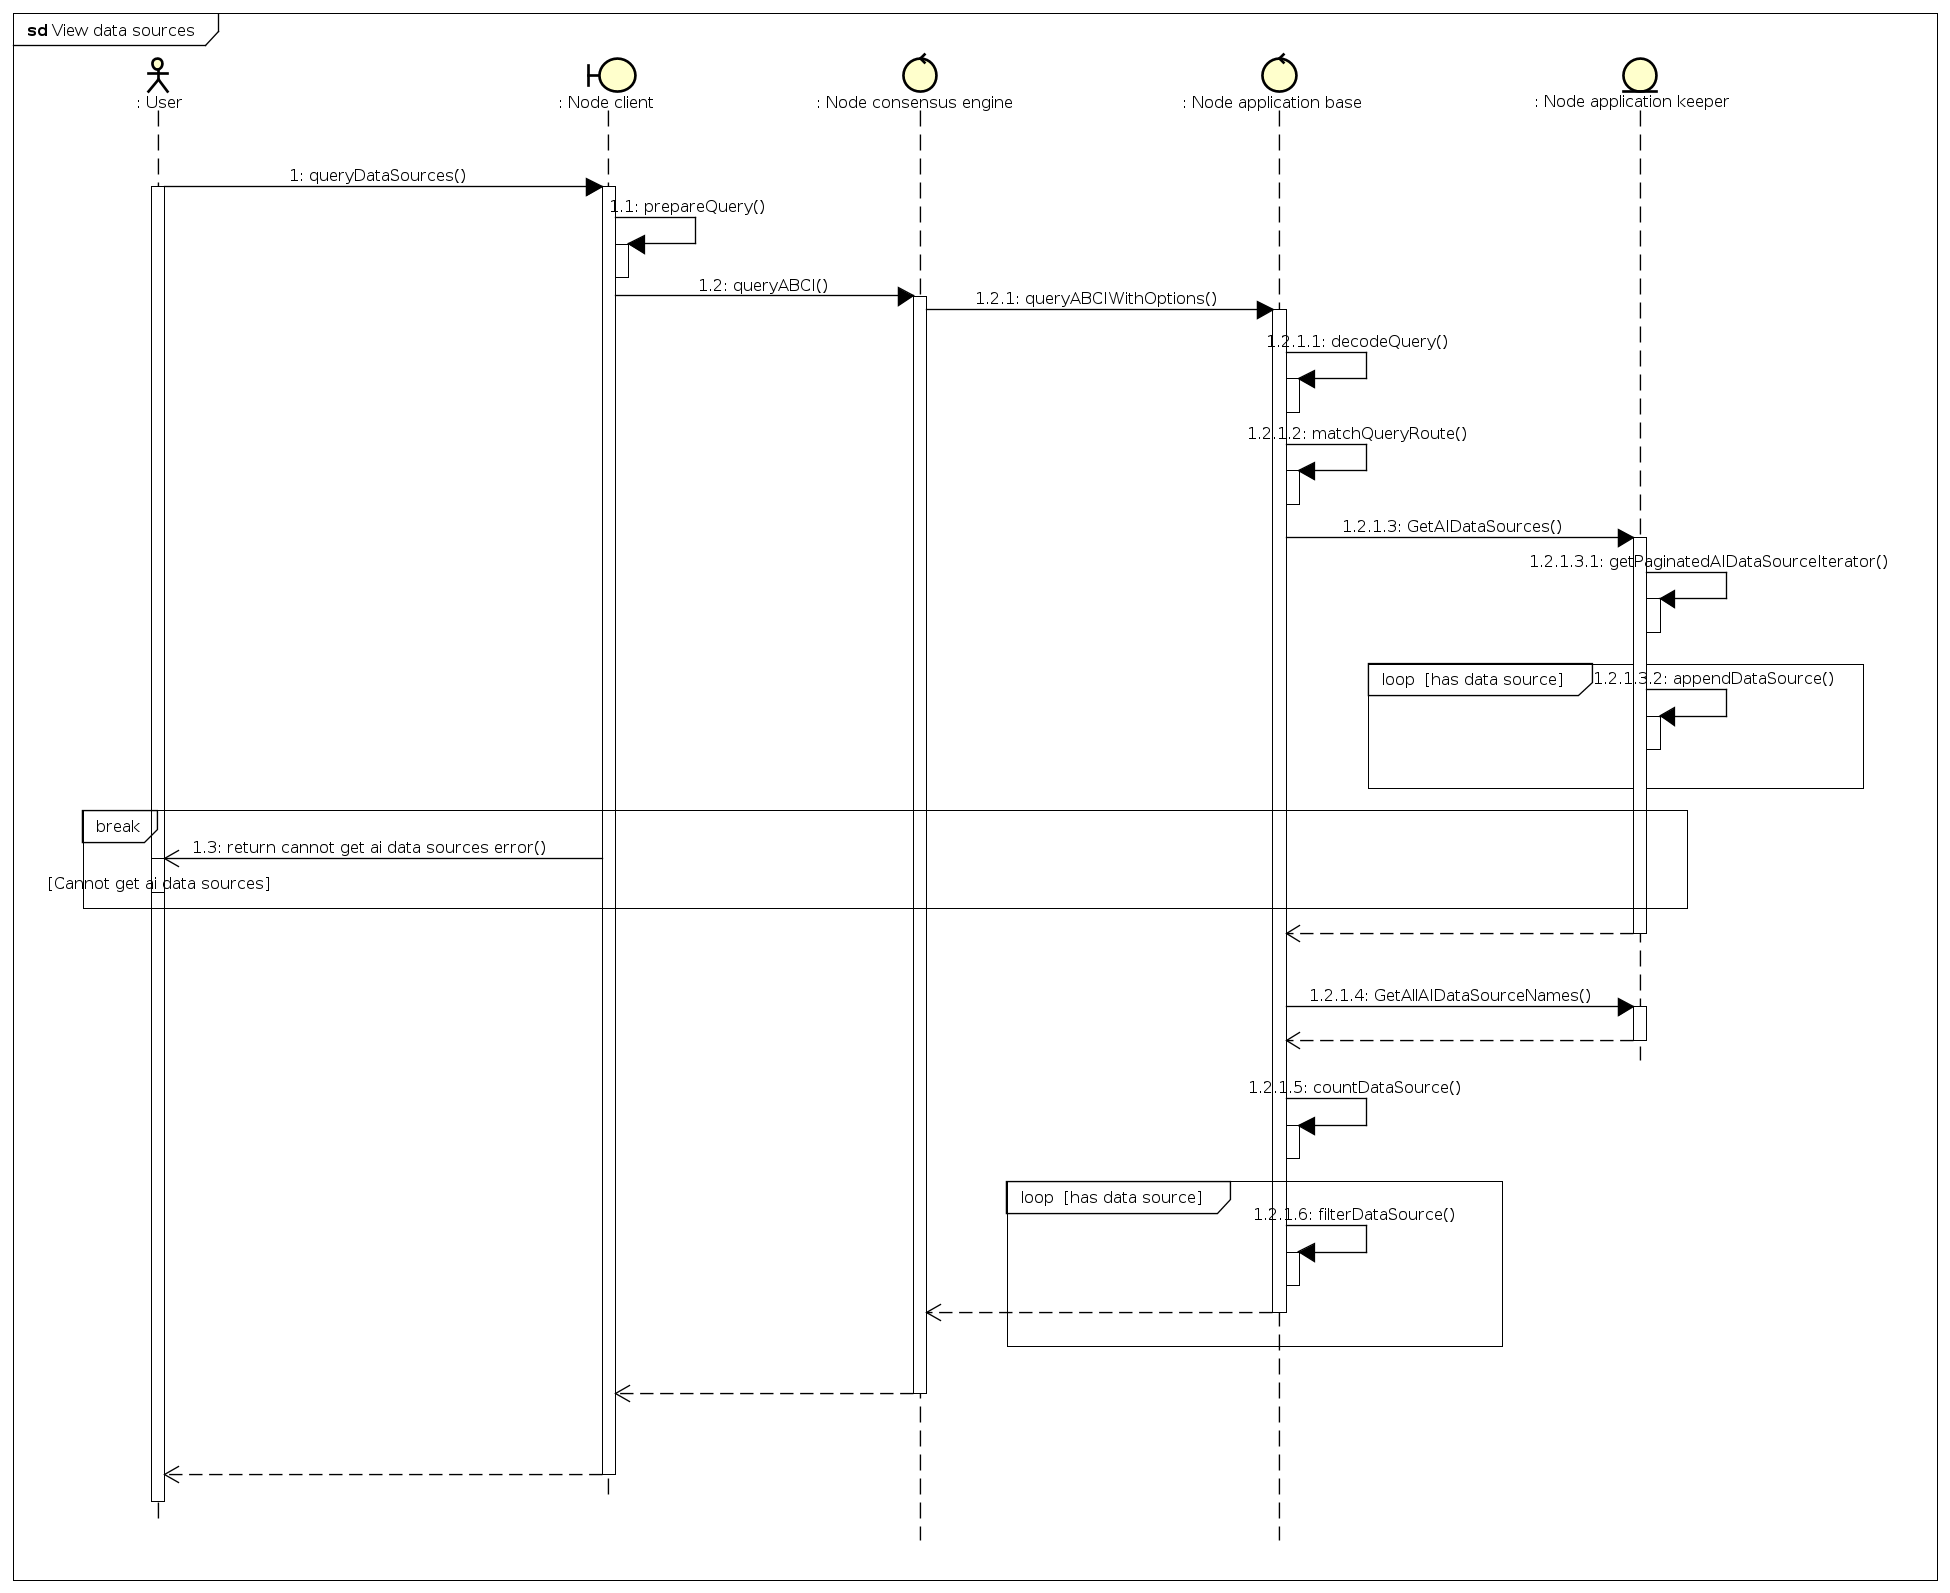 sd View data sources
: User
: Node client
: Node consensus engine
: Node application base
: Node application keeper
1: queryDataSources()
1.1: prepareQuery()
1.2: queryABCI()
1.2.1: queryABCIWithOptions()
1.2.1.1: decodeQuery()
1.2.1.2: matchQueryRoute()
1.2.1.3: GetAIDataSources()
1.2.1.3.1: getPaginatedAIDataSourceIterator()
loop [has data source]
1.2.1.3.2: appendDataSource()
break
1.3: return cannot get ai data sources error()
[Cannot get ai data sources]
1.2.1.4: GetAllAIDataSourceNames()
1.2.1.5: countDataSource()
loop [has data source]
1.2.1.6: filterDataSource()